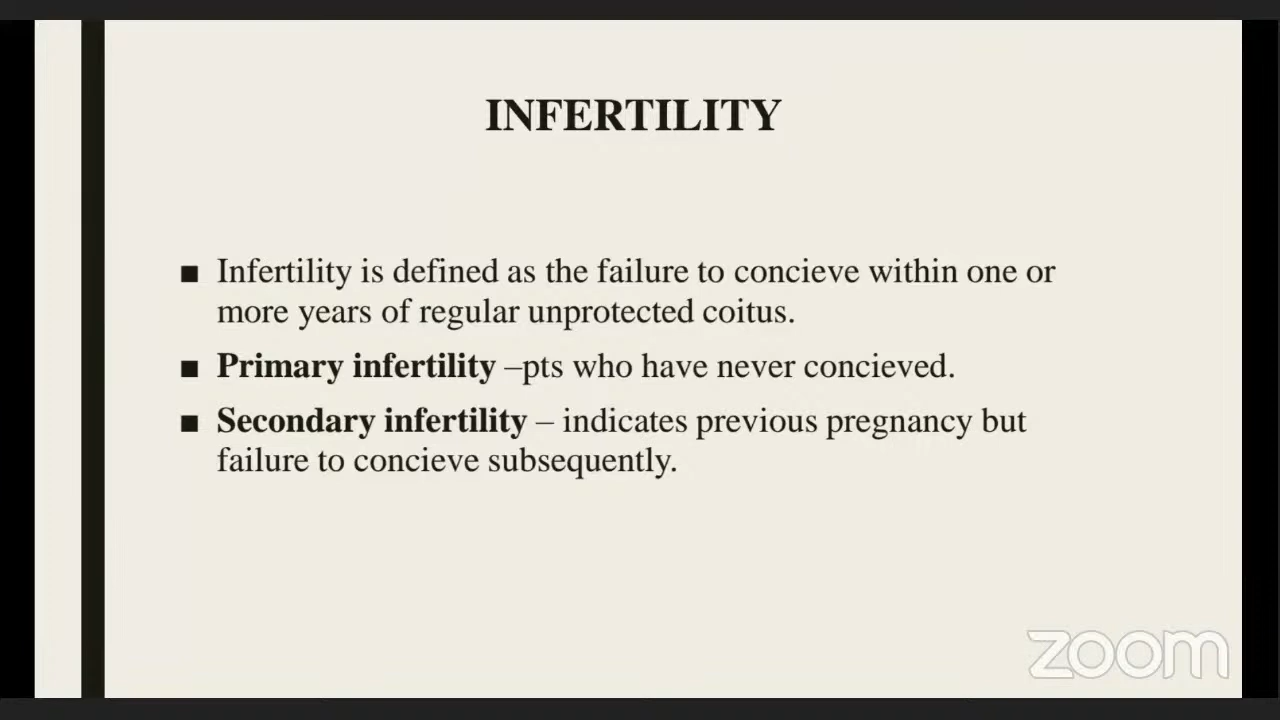 INFERTILITY
■ Infertility is defined as the failure to concieve within one or
more years of regular unprotected coitus.
■ Primary infertility –pts who have never concieved.
■ Secondary infertility – indicates previous pregnancy but
failure to concieve subsequently.
zoom